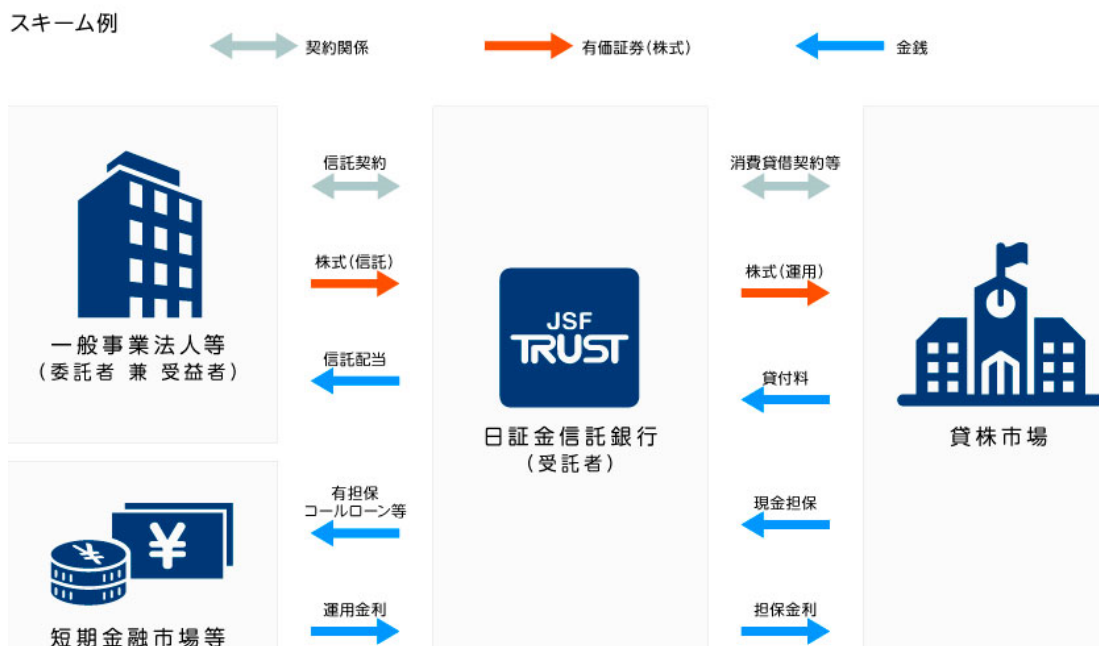 スキーム例
契約関係
有価証券(株式)
金銭
信託契約
株式(信託)
信託配当
一般事業法人等
(委託者 兼 受益者)
有担保
コールローン等
運用金利
¥
¥
短期金融市場等
JSF
TRUST
日証金信託銀行
(受託者)
消費貸借契約等
株式(運用)
貸付料
現金担保
担保金利
貸株市場